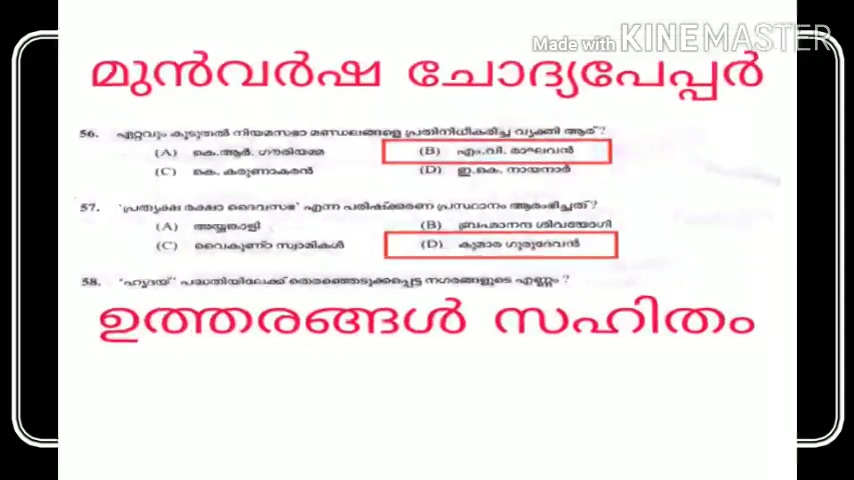 Made with KINEMASTER
മുൻവർഷ ചോദ്യപേപ്പർ
56. ഏറ്റവും കൂടുതൽ നിയമസഭാ മണ്ഡലങ്ങളെ പ്രതിനിധീകരിച്ച വ്യക്തി ആര് ?
(A) കെ.ആർ. ഗൗരിയമ്മ (B) എം.വി. രാഘവൻ
(C) കെ. കരുണാകരൻ (D) ഇ.കെ. നായനാർ
57. 'പ്രത്യക്ഷ രക്ഷാ ദൈവസഭ' എന്ന പരിഷ്ക്കരണ പ്രസ്ഥാനം ആരംഭിച്ചത് ?
(A) അയ്യങ്കാളി (B) ബ്രഹ്മാനന്ദ ശിവയോഗി
(C) വൈകുണ്ഠ സ്വാമികൾ (D) കുമാര ഗുരുദേവൻ
58. 'ഹൃദയ്' പദ്ധതിയിലേക്ക് തെരഞ്ഞെടുക്കപ്പെട്ട നഗരങ്ങളുടെ എണ്ണം ?
ഉത്തരങ്ങൾ സഹിതം